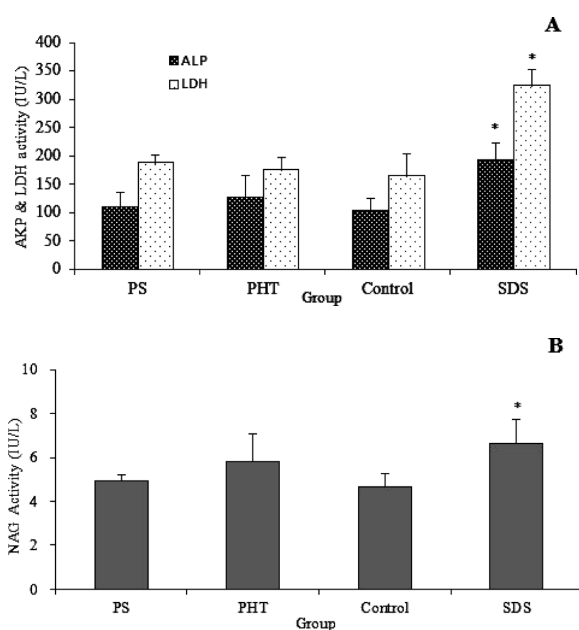 A
AKP & LDH activity (IU/L)
400
350
300
250
200
150
100
50
0
ALP
LDH
*
*
PS PHT Control SDS
Group
B
NAG Activity (IU/L)
10
8
6
4
2
0
*
PS PHT Control SDS
Group